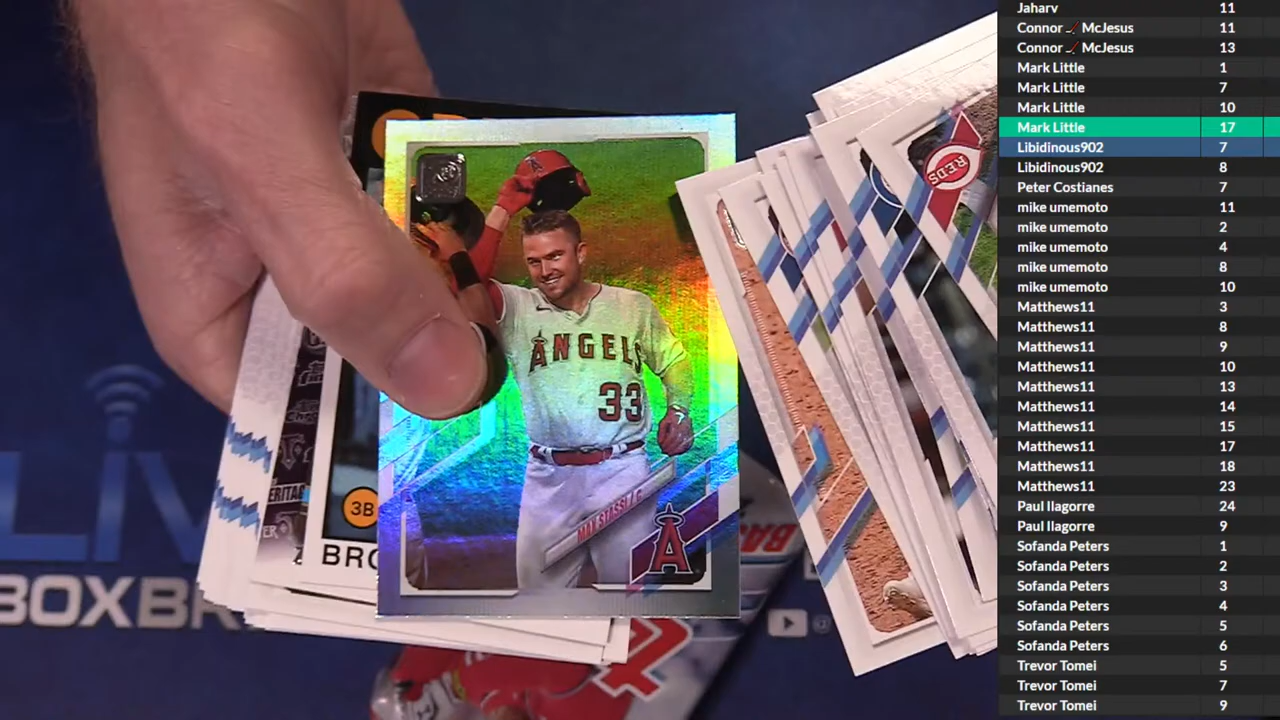 REDS
A
ANGELS
33
MAX STASSI / C
A
3B
BRO
LIV
BOXBR
Jaharv 11
Connor McJesus 11
Connor McJesus 13
Mark Little 1
Mark Little 7
Mark Little 10
Mark Little 17
Libidinous902 7
Libidinous902 8
Peter Costianes 7
mike umemoto 11
mike umemoto 2
mike umemoto 4
mike umemoto 8
mike umemoto 10
Matthews11 3
Matthews11 8
Matthews11 9
Matthews11 10
Matthews11 13
Matthews11 14
Matthews11 15
Matthews11 17
Matthews11 18
Matthews11 23
Paul llagorre 24
Paul llagorre 9
Sofanda Peters 1
Sofanda Peters 2
Sofanda Peters 3
Sofanda Peters 4
Sofanda Peters 5
Sofanda Peters 6
Trevor Tomei 5
Trevor Tomei 7
Trevor Tomei 9